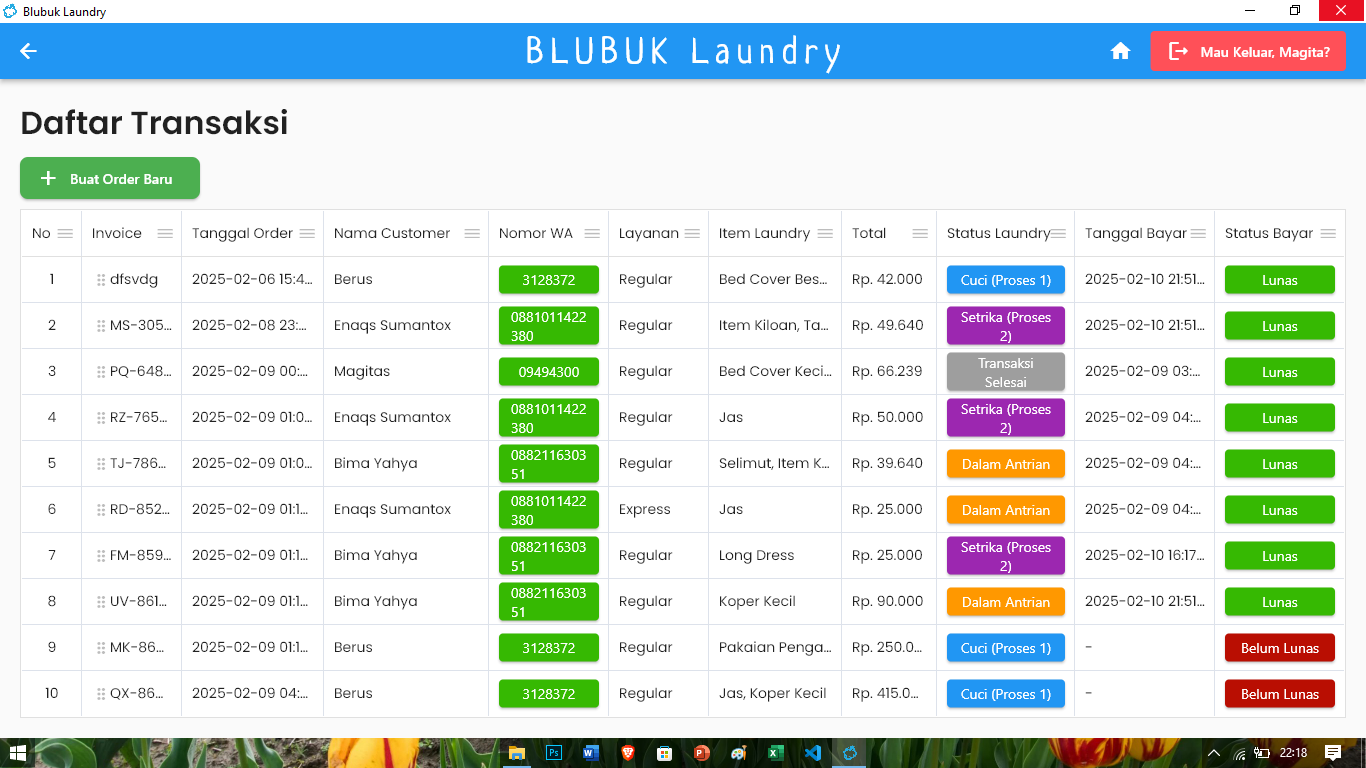 Blubuk Laundry
BLUBUK Laundry
Mau Keluar, Magita?
Daftar Transaksi
Buat Order Baru
No Invoice Tanggal Order Nama Customer Nomor WA Layanan Item Laundry Total Status Laundry Tanggal Bayar Status Bayar
1 dfsvdg 2025-02-06 15:4... Berus 3128372 Regular Bed Cover Bes... Rp. 42.000 Cuci (Proses 1) 2025-02-10 21:51... Lunas
2 MS-305... 2025-02-08 23:... Enaqs Sumantox 0881011422380 Regular Item Kiloan, Ta... Rp. 49.640 Setrika (Proses 2) 2025-02-10 21:51... Lunas
3 PQ-648... 2025-02-09 00:... Magitas 09494300 Regular Bed Cover Keci... Rp. 66.239 Transaksi Selesai 2025-02-09 03:... Lunas
4 RZ-765... 2025-02-09 01:0... Enaqs Sumantox 0881011422380 Regular Jas Rp. 50.000 Setrika (Proses 2) 2025-02-09 04:... Lunas
5 TJ-786... 2025-02-09 01:0... Bima Yahya 088211630351 Regular Selimut, Item K... Rp. 39.640 Dalam Antrian 2025-02-09 04:... Lunas
6 RD-852... 2025-02-09 01:1... Enaqs Sumantox 0881011422380 Express Jas Rp. 25.000 Dalam Antrian 2025-02-09 04:... Lunas
7 FM-859... 2025-02-09 01:1... Bima Yahya 088211630351 Regular Long Dress Rp. 25.000 Setrika (Proses 2) 2025-02-10 16:17... Lunas
8 UV-861... 2025-02-09 01:1... Bima Yahya 088211630351 Regular Koper Kecil Rp. 90.000 Dalam Antrian 2025-02-10 21:51... Lunas
9 MK-86... 2025-02-09 01:1... Berus 3128372 Regular Pakaian Penga... Rp. 250.0... Cuci (Proses 1) - Belum Lunas
10 QX-86... 2025-02-09 04:... Berus 3128372 Regular Jas, Koper Kecil Rp. 415.0... Cuci (Proses 1) - Belum Lunas
22:18